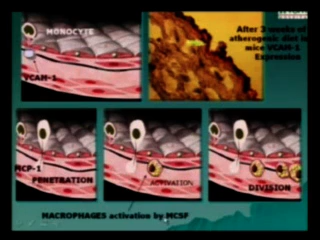 MONOCYTE
VCAM-1
After 3 weeks of
atherogenic diet in
mice VCAM-1
Expression
MCP-1
PENETRATION
ACTIVATION
DIVISION
MACROPHAGES activation by MCSF